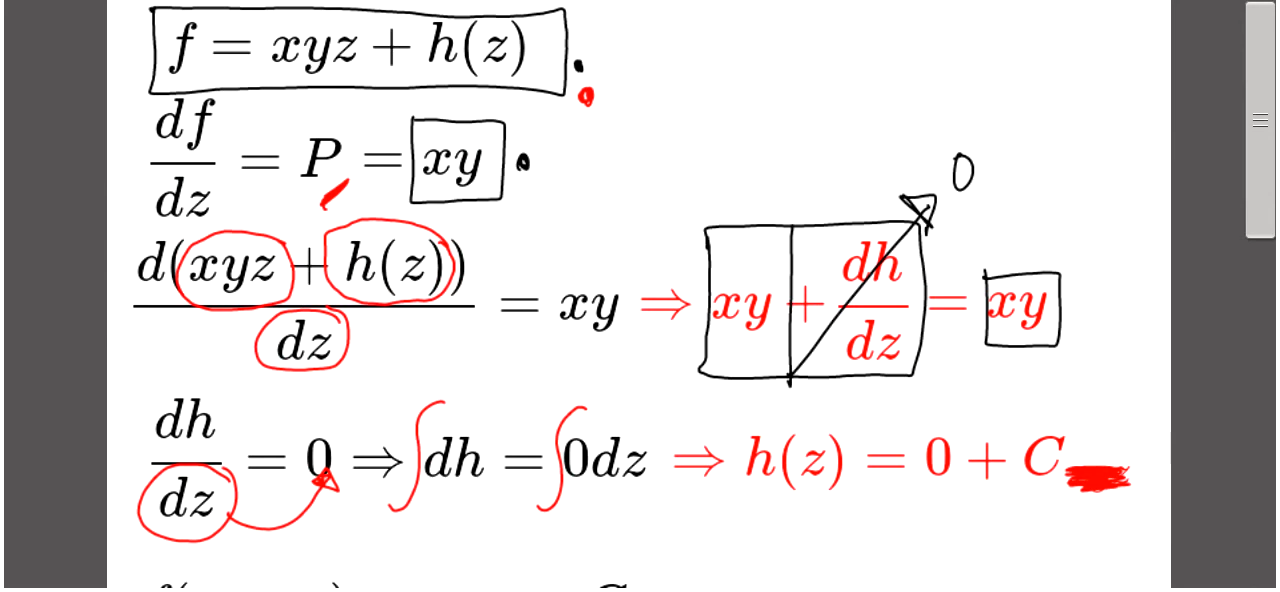 f = xyz + h(z)
df/dz = P = xy
0
d(xyz + h(z))/dz = xy ⇒ xy + dh/dz = xy
dh/dz = 0 ⇒ ∫dh = ∫0dz ⇒ h(z) = 0 + C